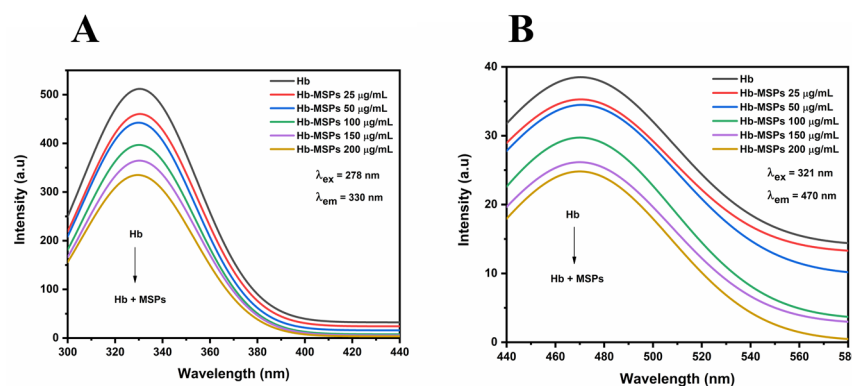 A
Hb
Hb-MSPs 25 μg/mL
Hb-MSPs 50 μg/mL
Hb-MSPs 100 μg/mL
Hb-MSPs 150 μg/mL
Hb-MSPs 200 μg/mL
λex = 278 nm
λem = 330 nm
Hb
Hb + MSPs
Intensity (a.u)
500
400
300
200
100
0
300 320 340 360 380 400 420 440
Wavelength (nm)
B
Hb
Hb-MSPs 25 μg/mL
Hb-MSPs 50 μg/mL
Hb-MSPs 100 μg/mL
Hb-MSPs 150 μg/mL
Hb-MSPs 200 μg/mL
λex = 321 nm
λem = 470 nm
Hb
Hb + MSPs
Intensity (a.u)
40
30
20
10
0
440 460 480 500 520 540 560 58
Wavelength (nm)